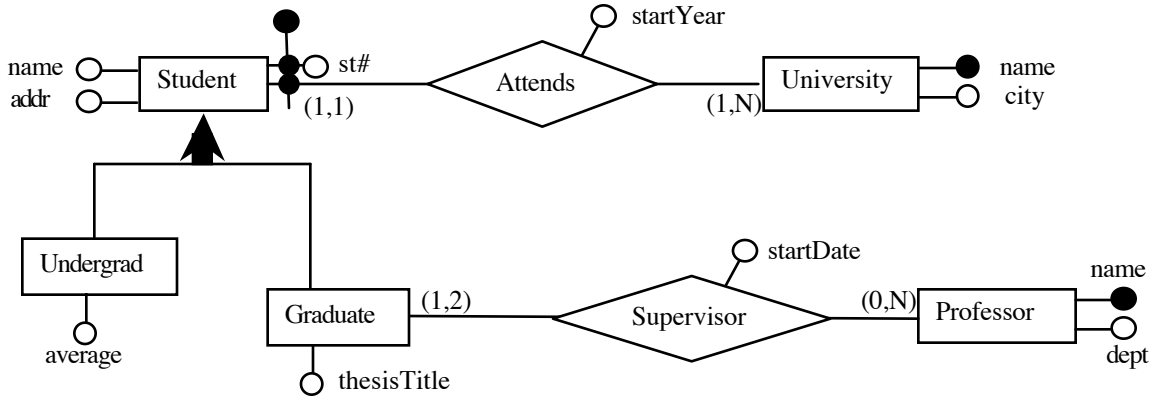 startYear
name
Student
st#
Attends
University
name
addr
(1,1)
(1,N)
city
Undergrad
startDate
name
Graduate
(1,2)
Supervisor
(0,N)
Professor
average
dept
thesisTitle